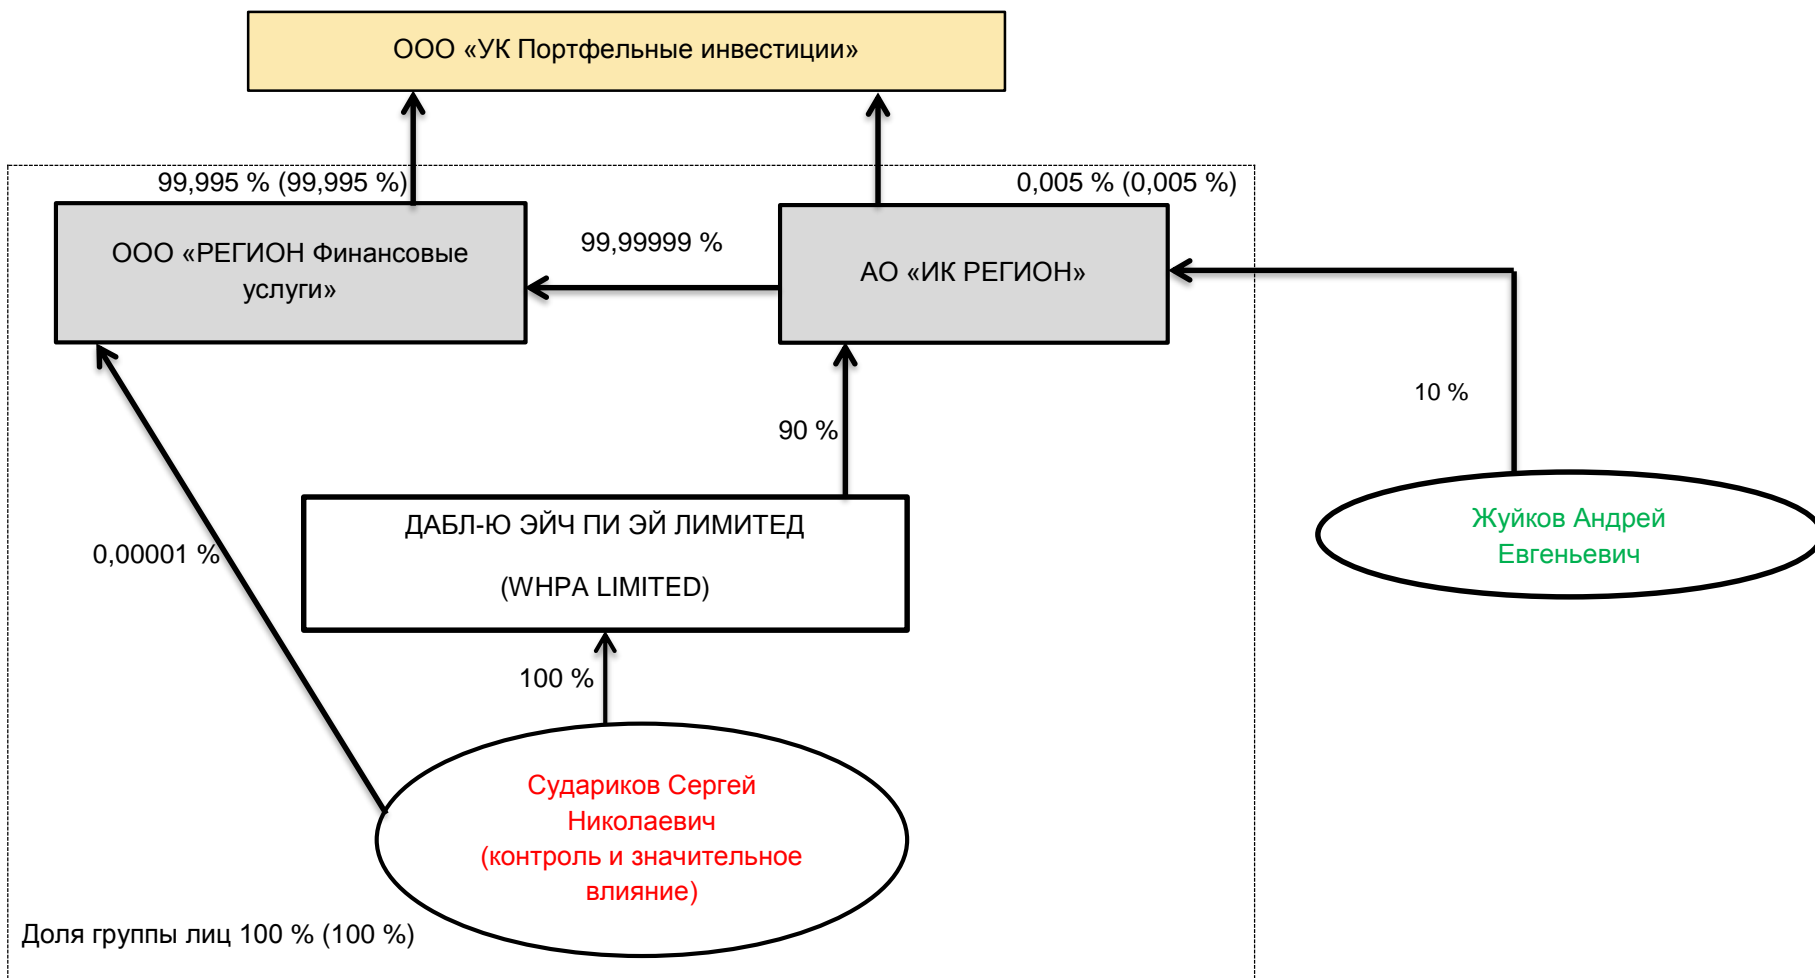 ООО «УК Портфельные инвестиции»
99,995 % (99,995 %)
0,005 % (0,005 %)
ООО «РЕГИОН Финансовые
услуги»
99,99999 %
АО «ИК РЕГИОН»
10 %
90 %
ДАБЛ-Ю ЭЙЧ ПИ ЭЙ ЛИМИТЕД
(WHPA LIMITED)
Жуйков Андрей
Евгеньевич
0,00001 %
100 %
Судариков Сергей
Николаевич
(контроль и значительное
влияние)
Доля группы лиц 100 % (100 %)